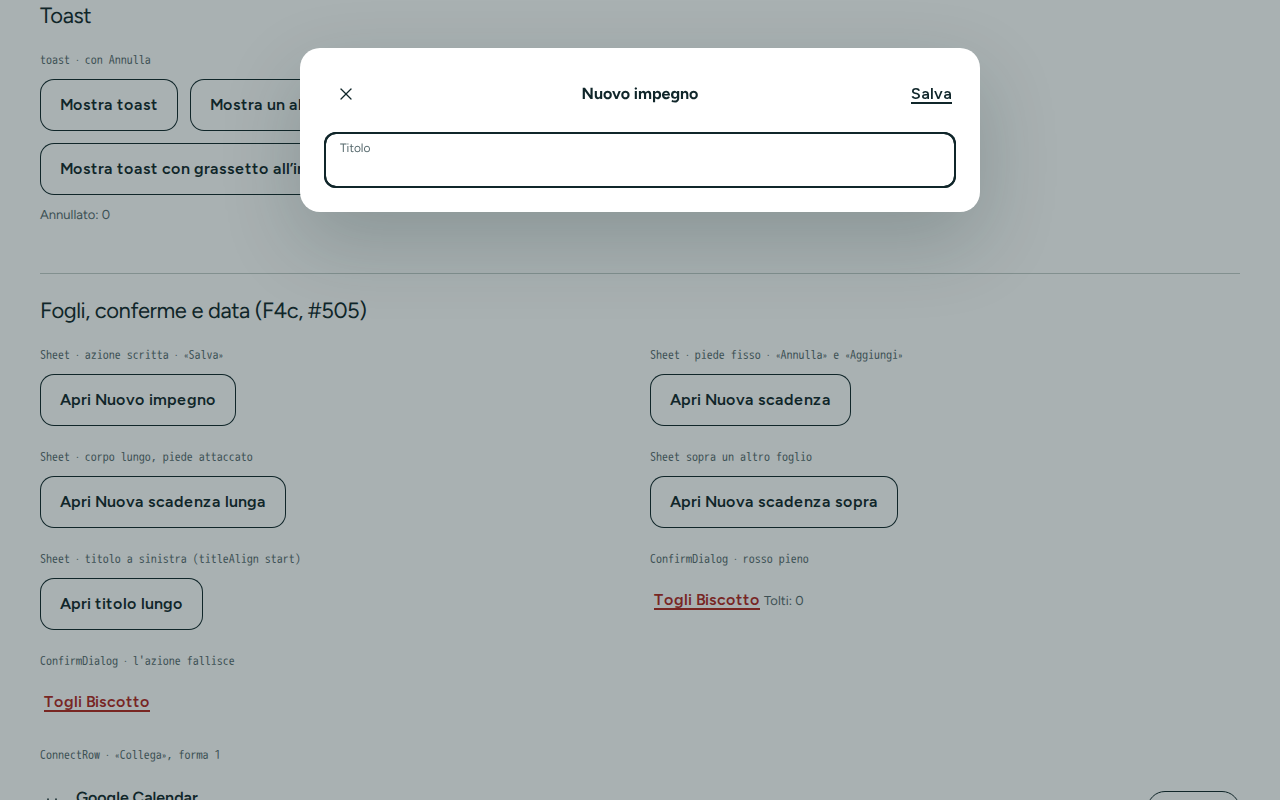 Toast
toast · con Annulla
Mostra toast
Mostra un al
Mostra toast con grassetto all'in
Annullato: 0
Nuovo impegno
Salva
Titolo
Fogli, conferme e data (F4c, #505)
Sheet · azione scritta · «Salva»
Apri Nuovo impegno
Sheet · piede fisso · «Annulla» e «Aggiungi»
Apri Nuova scadenza
Sheet · corpo lungo, piede attaccato
Apri Nuova scadenza lunga
Sheet sopra un altro foglio
Apri Nuova scadenza sopra
Sheet · titolo a sinistra (titleAlign start)
Apri titolo lungo
ConfirmDialog · rosso pieno
Togli Biscotto Tolti: 0
ConfirmDialog · l'azione fallisce
Togli Biscotto
ConnectRow · «Collega», forma 1
Google Calendar